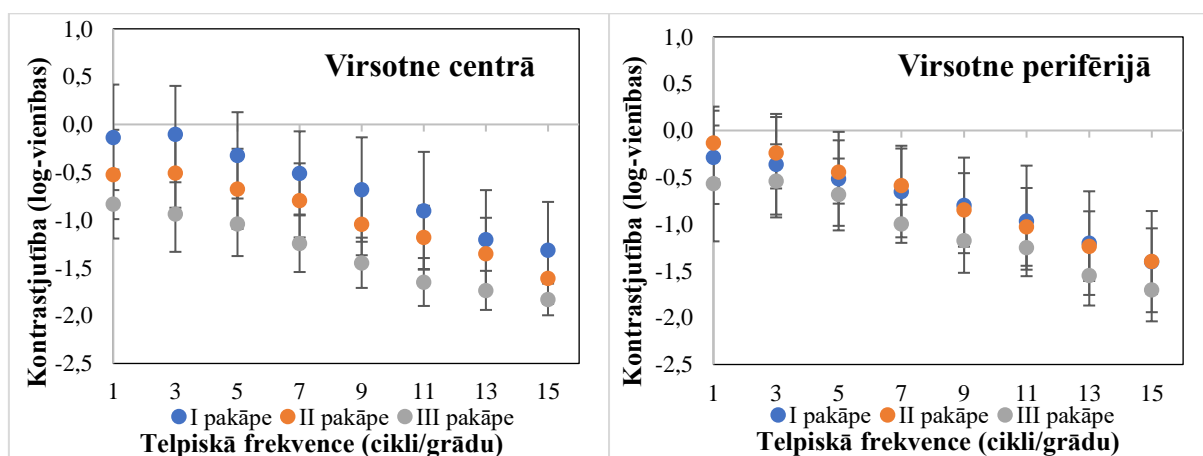 Virsotne centrā
Kontrastjutība (log-vienības)
1,0
0,5
0,0
-0,5
-1,0
-1,5
-2,0
-2,5
1 3 5 7 9 11 13 15
I pakāpe II pakāpe III pakāpe
Telpiskā frekvence (cikli/grādu)
Virsotne perifērijā
Kontrastjutība (log-vienības)
1,0
0,5
0,0
-0,5
-1,0
-1,5
-2,0
-2,5
1 3 5 7 9 11 13 15
I pakāpe II pakāpe III pakāpe
Telpiskā frekvence (cikli/grādu)